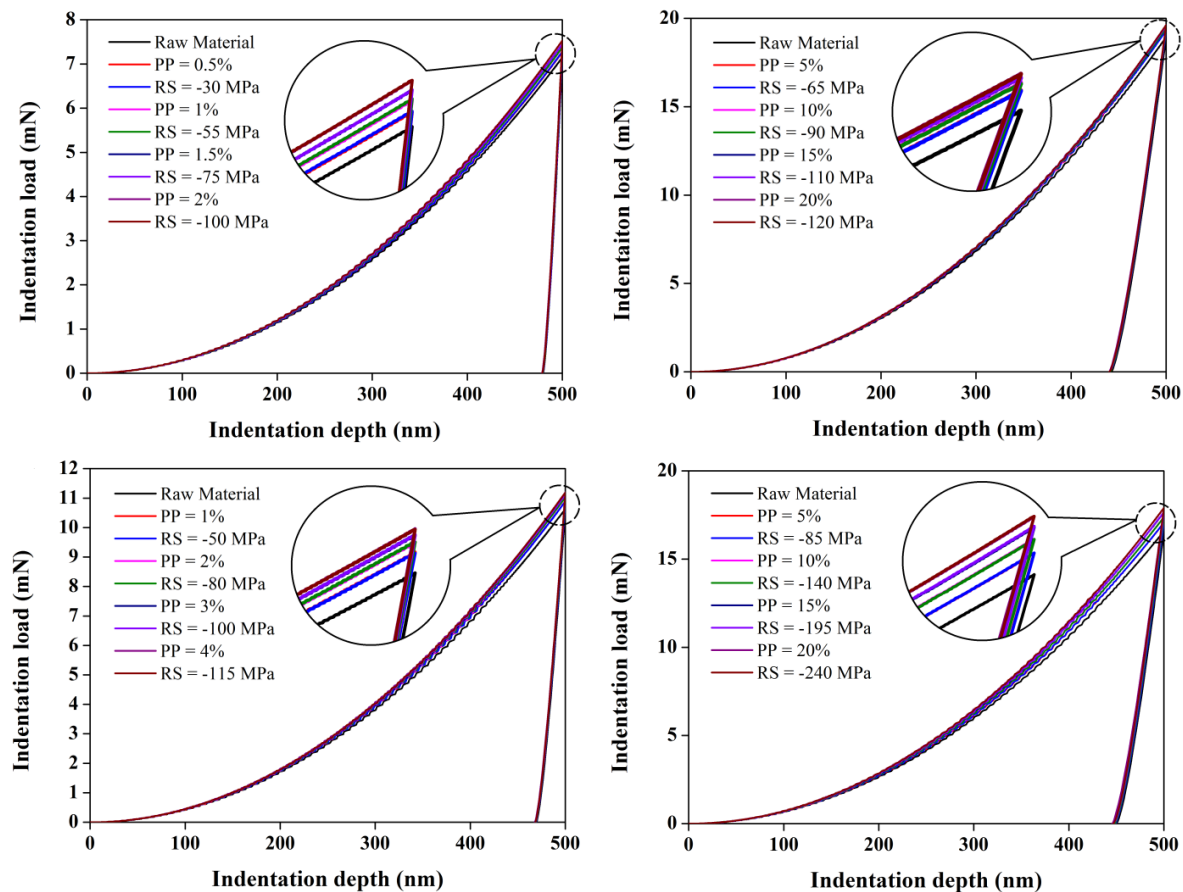 8
7
6
5
4
3
2
1
0
Indentation load (mN)
Raw Material
PP = 0.5%
RS = -30 MPa
PP = 1%
RS = -55 MPa
PP = 1.5%
RS = -75 MPa
PP = 2%
RS = -100 MPa
0 100 200 300 400 500
Indentation depth (nm)
20
15
10
5
0
Indentaiton load (mN)
Raw Material
PP = 5%
RS = -65 MPa
PP = 10%
RS = -90 MPa
PP = 15%
RS = -110 MPa
PP = 20%
RS = -120 MPa
0 100 200 300 400 500
Indentation depth (nm)
12
11
10
9
8
7
6
5
4
3
2
1
0
Indentation load (mN)
Raw Material
PP = 1%
RS = -50 MPa
PP = 2%
RS = -80 MPa
PP = 3%
RS = -100 MPa
PP = 4%
RS = -115 MPa
0 100 200 300 400 500
Indentation depth (nm)
20
15
10
5
0
Indentation load (mN)
Raw Material
PP = 5%
RS = -85 MPa
PP = 10%
RS = -140 MPa
PP = 15%
RS = -195 MPa
PP = 20%
RS = -240 MPa
0 100 200 300 400 500
Indentation depth (nm)